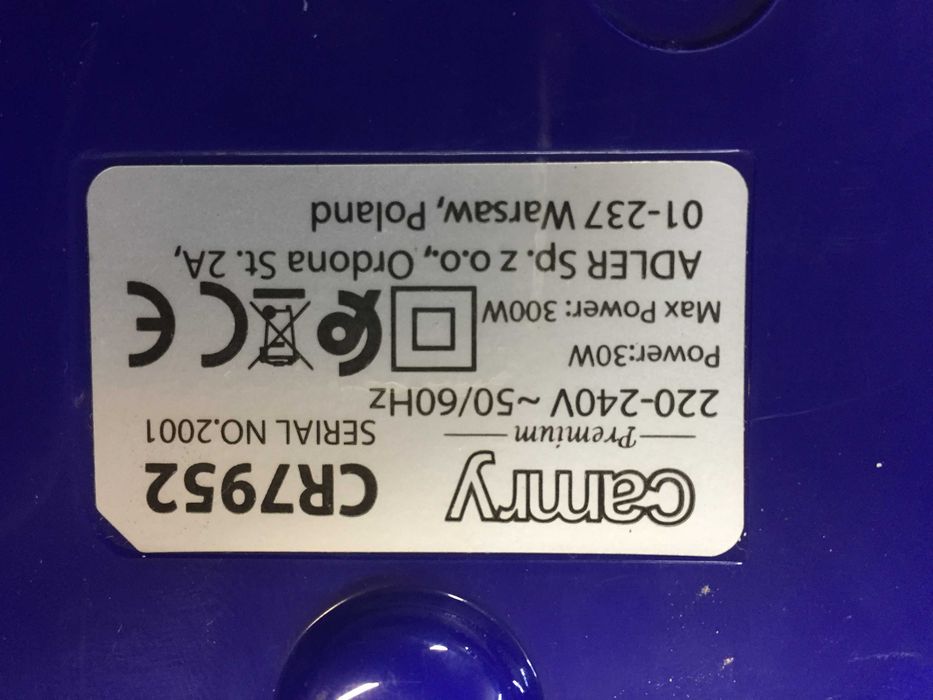 camry CR7952
Premium SERIAL NO.2001
220-240V ~50/60Hz
Power:30W
Max Power: 300W
ADLER Sp. z o.o., Ordona St. 2A,
01-237 Warsaw, Poland
CE